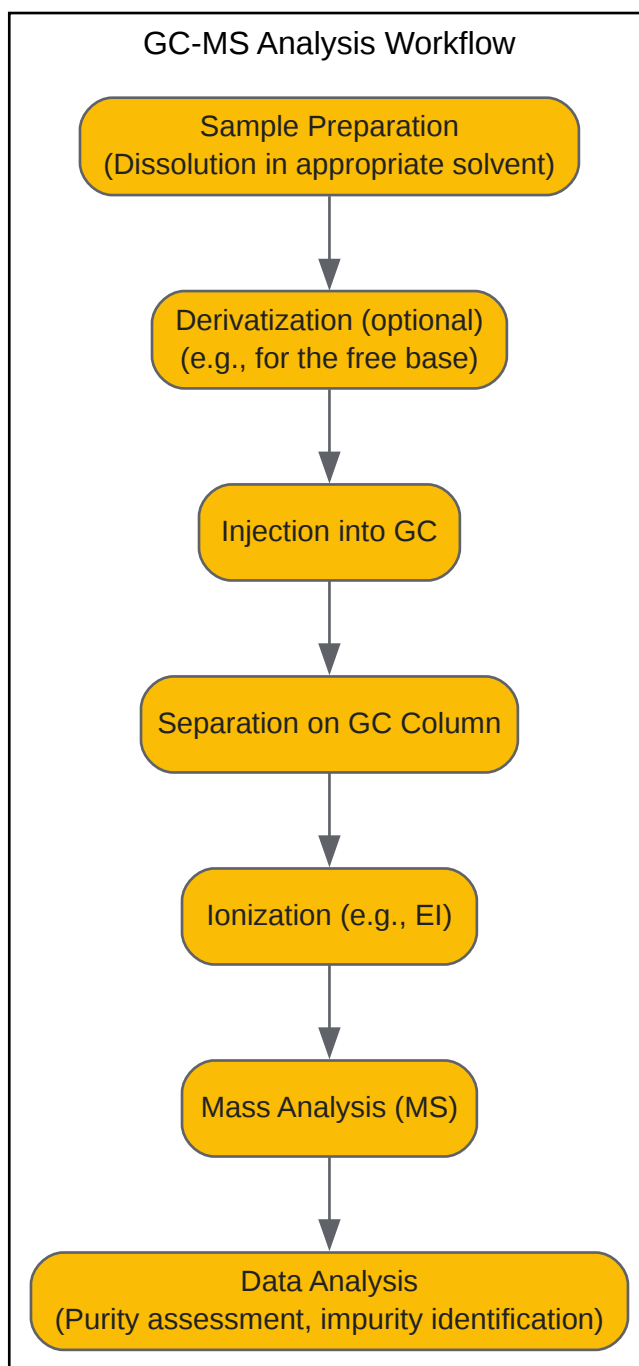 GC-MS Analysis Workflow
Sample Preparation
(Dissolution in appropriate solvent)
Derivatization (optional)
(e.g., for the free base)
Injection into GC
Separation on GC Column
Ionization (e.g., EI)
Mass Analysis (MS)
Data Analysis
(Purity assessment, impurity identification)